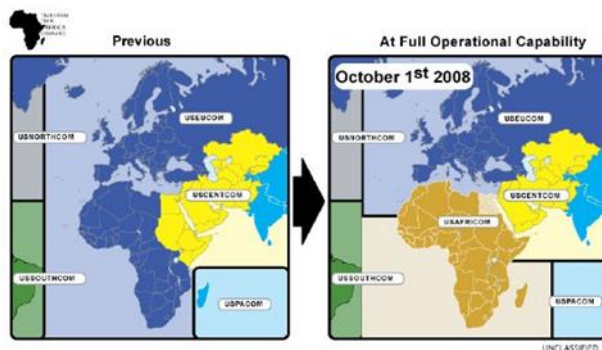 Previous
At Full Operational Capability
October 1st 2008
USEUCOM
USNORTHCOM
USCENTCOM
USSOUTHCOM
USPACOM
USEUCOM
USNORTHCOM
USCENTCOM
USAFRICOM
USSOUTHCOM
USPACOM
UNCLASSIFIED